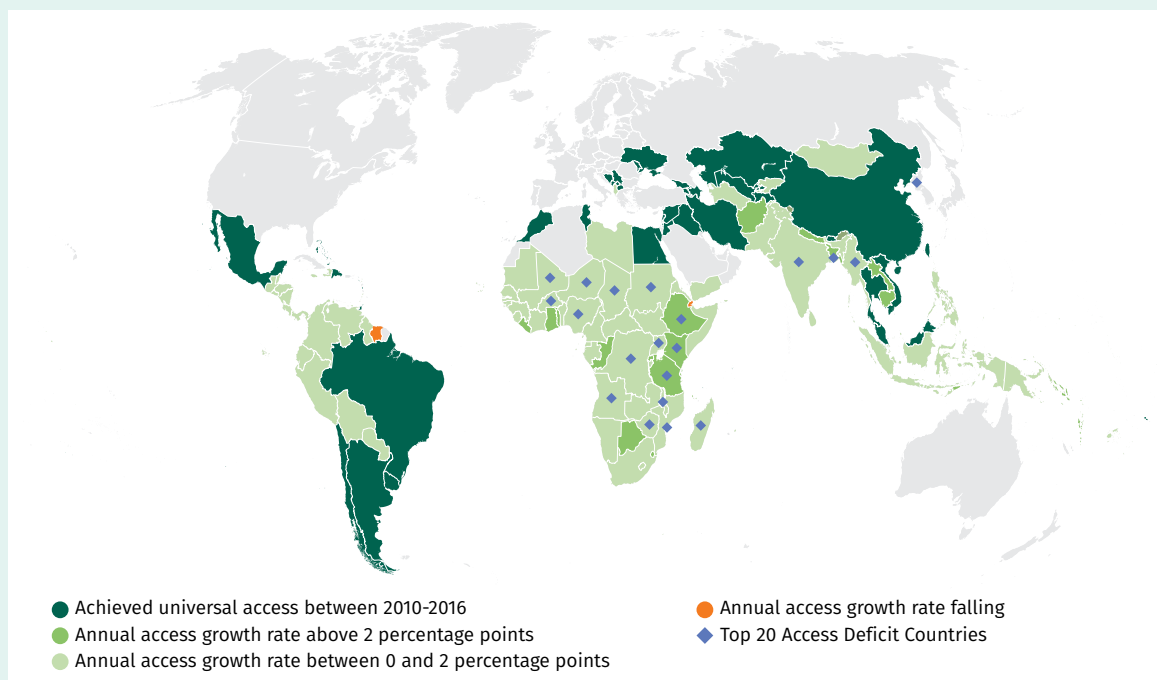 Achieved universal access between 2010-2016
Annual access growth rate above 2 percentage points
Annual access growth rate between 0 and 2 percentage points
Annual access growth rate falling
Top 20 Access Deficit Countries